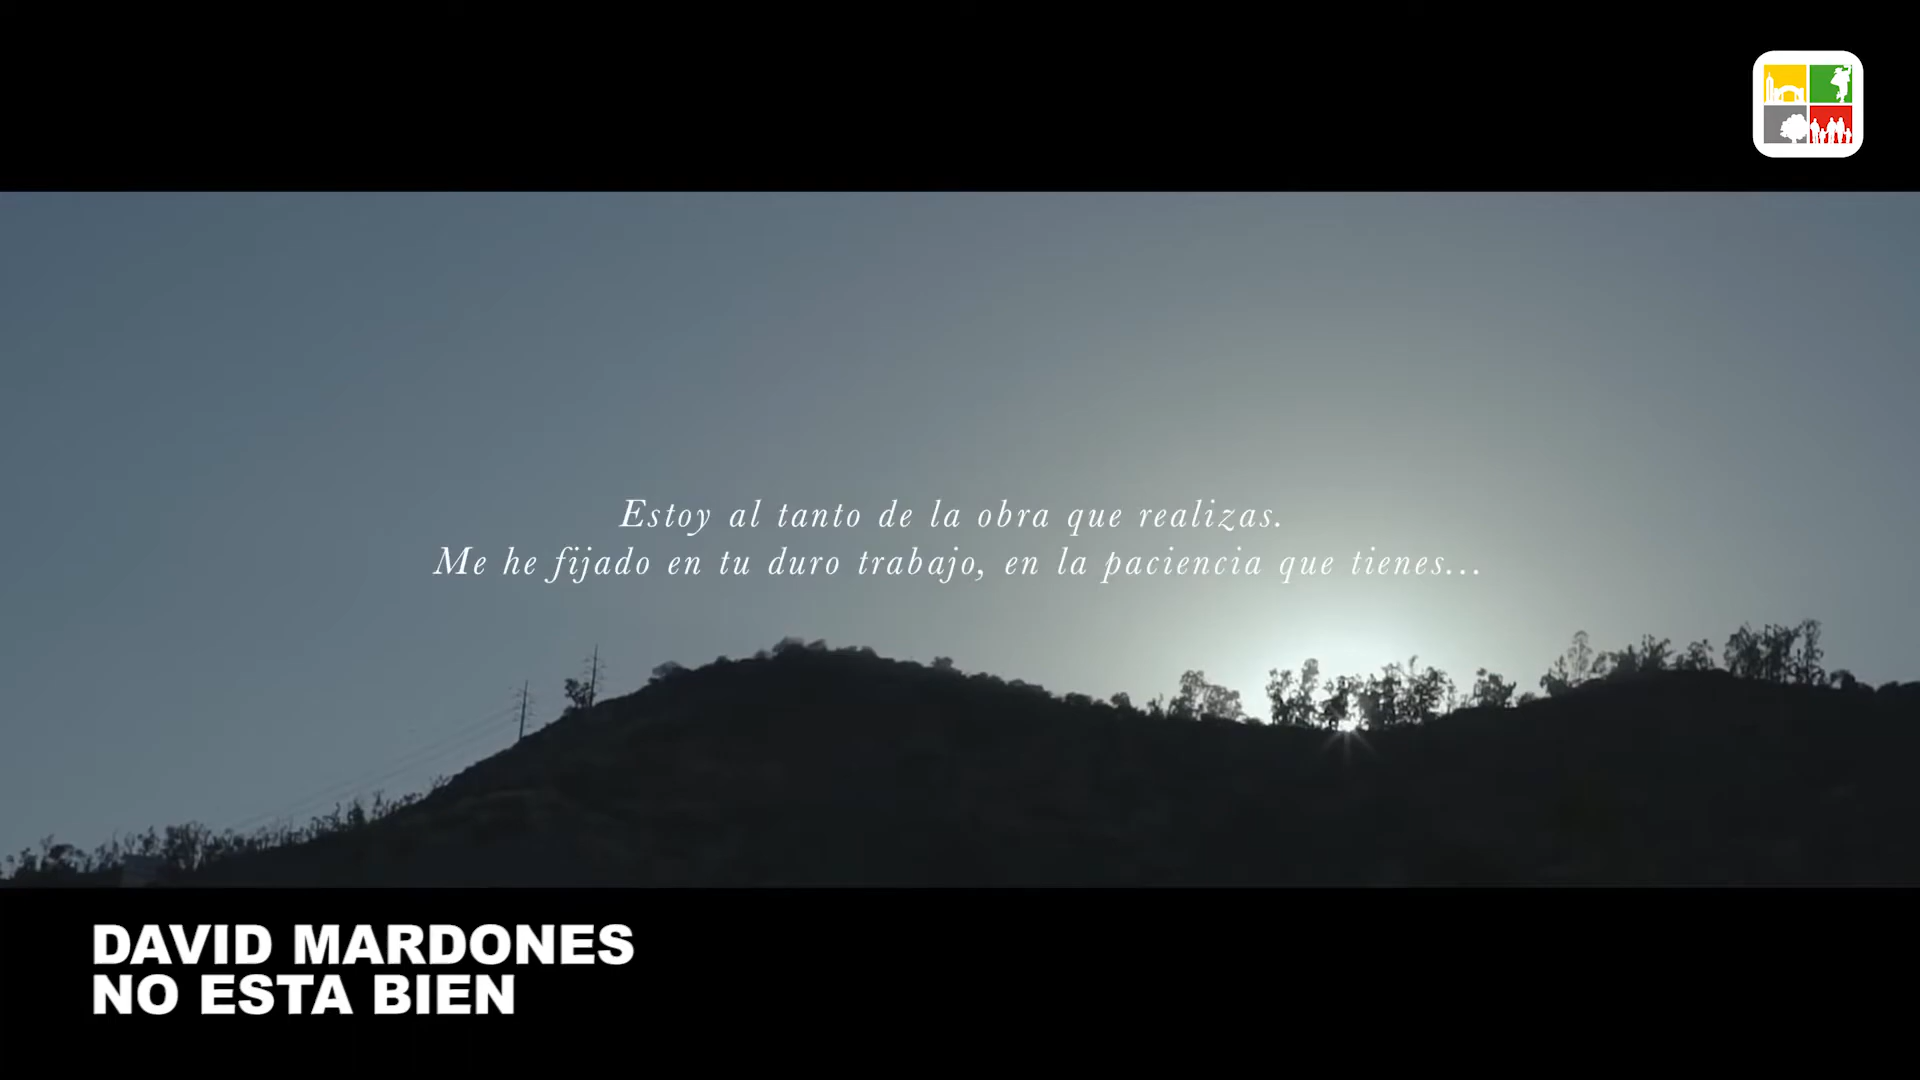 Estoy al tanto de la obra que realizas.
Me he fijado en tu duro trabajo, en la paciencia que tienes...
DAVID MARDONES
NO ESTA BIEN